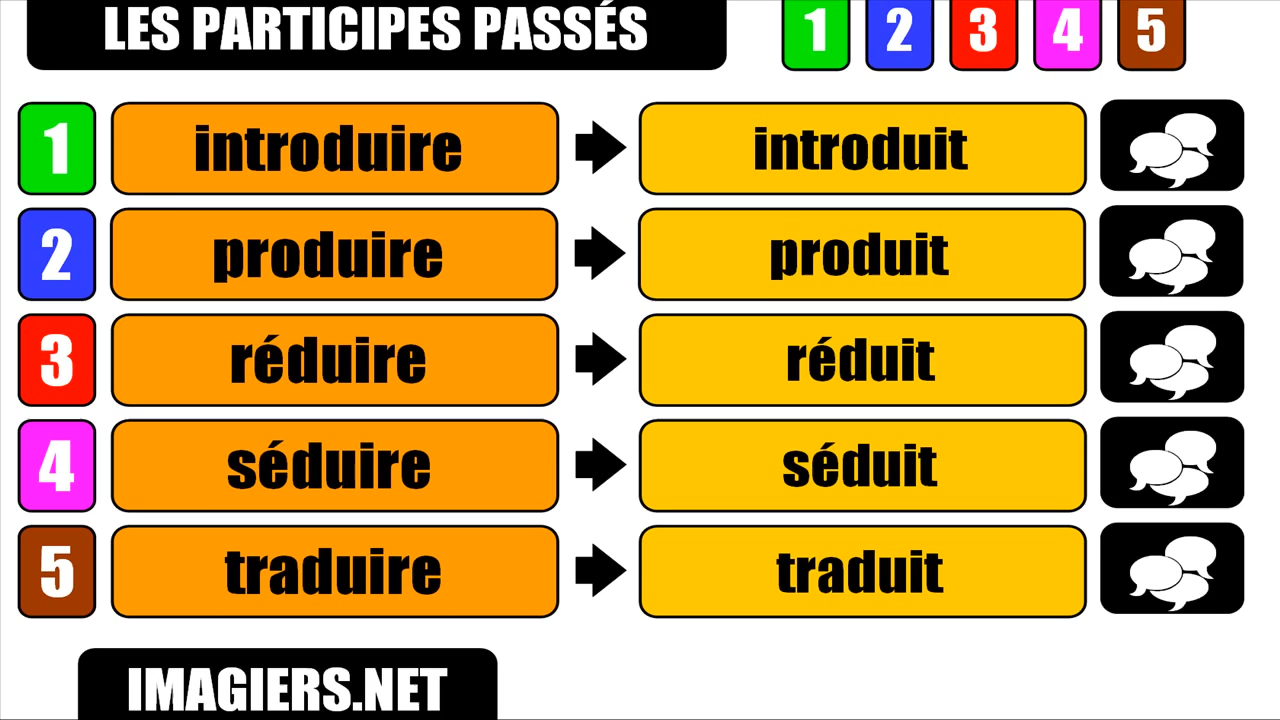 LES PARTICIPES PASSÉS 1 2 3 4 5
1 introduire introduit
2 produire produit
3 réduire réduit
4 séduire séduit
5 traduire traduit
IMAGIERS.NET